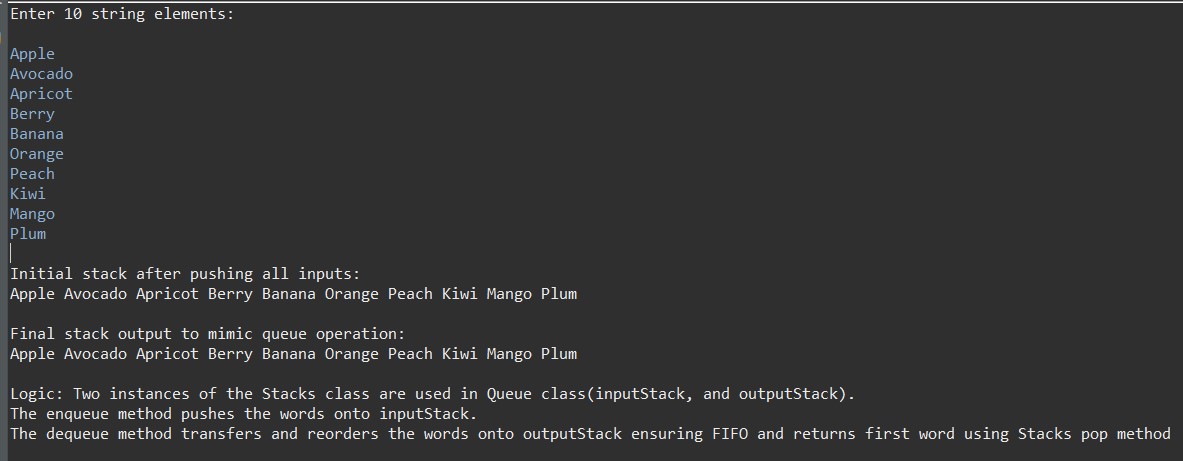 Enter 10 string elements:
Apple
Avocado
Apricot
Berry
Banana
Orange
Peach
Kiwi
Mango
Plum
Initial stack after pushing all inputs:
Apple Avocado Apricot Berry Banana Orange Peach Kiwi Mango Plum
Final stack output to mimic queue operation:
Apple Avocado Apricot Berry Banana Orange Peach Kiwi Mango Plum
Logic: Two instances of the Stacks class are used in Queue class(inputStack, and outputStack).
The enqueue method pushes the words onto inputStack.
The dequeue method transfers and reorders the words onto outputStack ensuring FIFO and returns first word using Stacks pop method